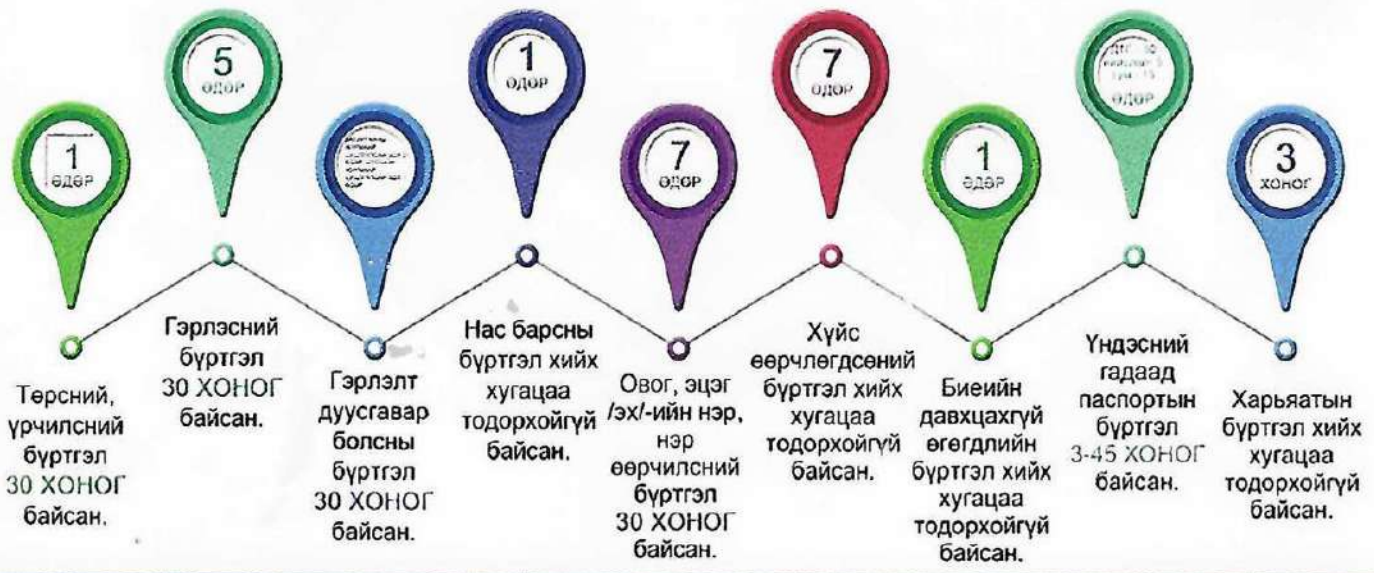 1
ӨДӨР
Төрсний,
үрчилсний
бүртгэл
30 ХОНОГ
байсан.
5
ӨДӨР
Гэрлэсний
бүртгэл
30 ХОНОГ
байсан.
Гэрлэлт
дуусгавар
болсны
бүртгэл
30 ХОНОГ
байсан.
1
ӨДӨР
Нас барсны
бүртгэл хийх
хугацаа
тодорхойгүй
байсан.
7
ӨДӨР
Овог, эцэг
/эх/-ийн нэр,
нэр
өөрчилсний
бүртгэл
30 ХОНОГ
байсан.
7
ӨДӨР
Хүйс
өөрчлөгдсөний
бүртгэл хийх
хугацаа
тодорхойгүй
байсан.
1
ӨДӨР
Биеийн
давхцахгүй
өгөгдлийн
бүртгэл хийх
хугацаа
тодорхойгүй
байсан.
ӨДӨР
Үндэсний
гадаад
паспортын
бүртгэл
3-45 ХОНОГ
байсан.
3
ХОНОГ
Харьяатын
бүртгэл хийх
хугацаа
тодорхойгүй
байсан.